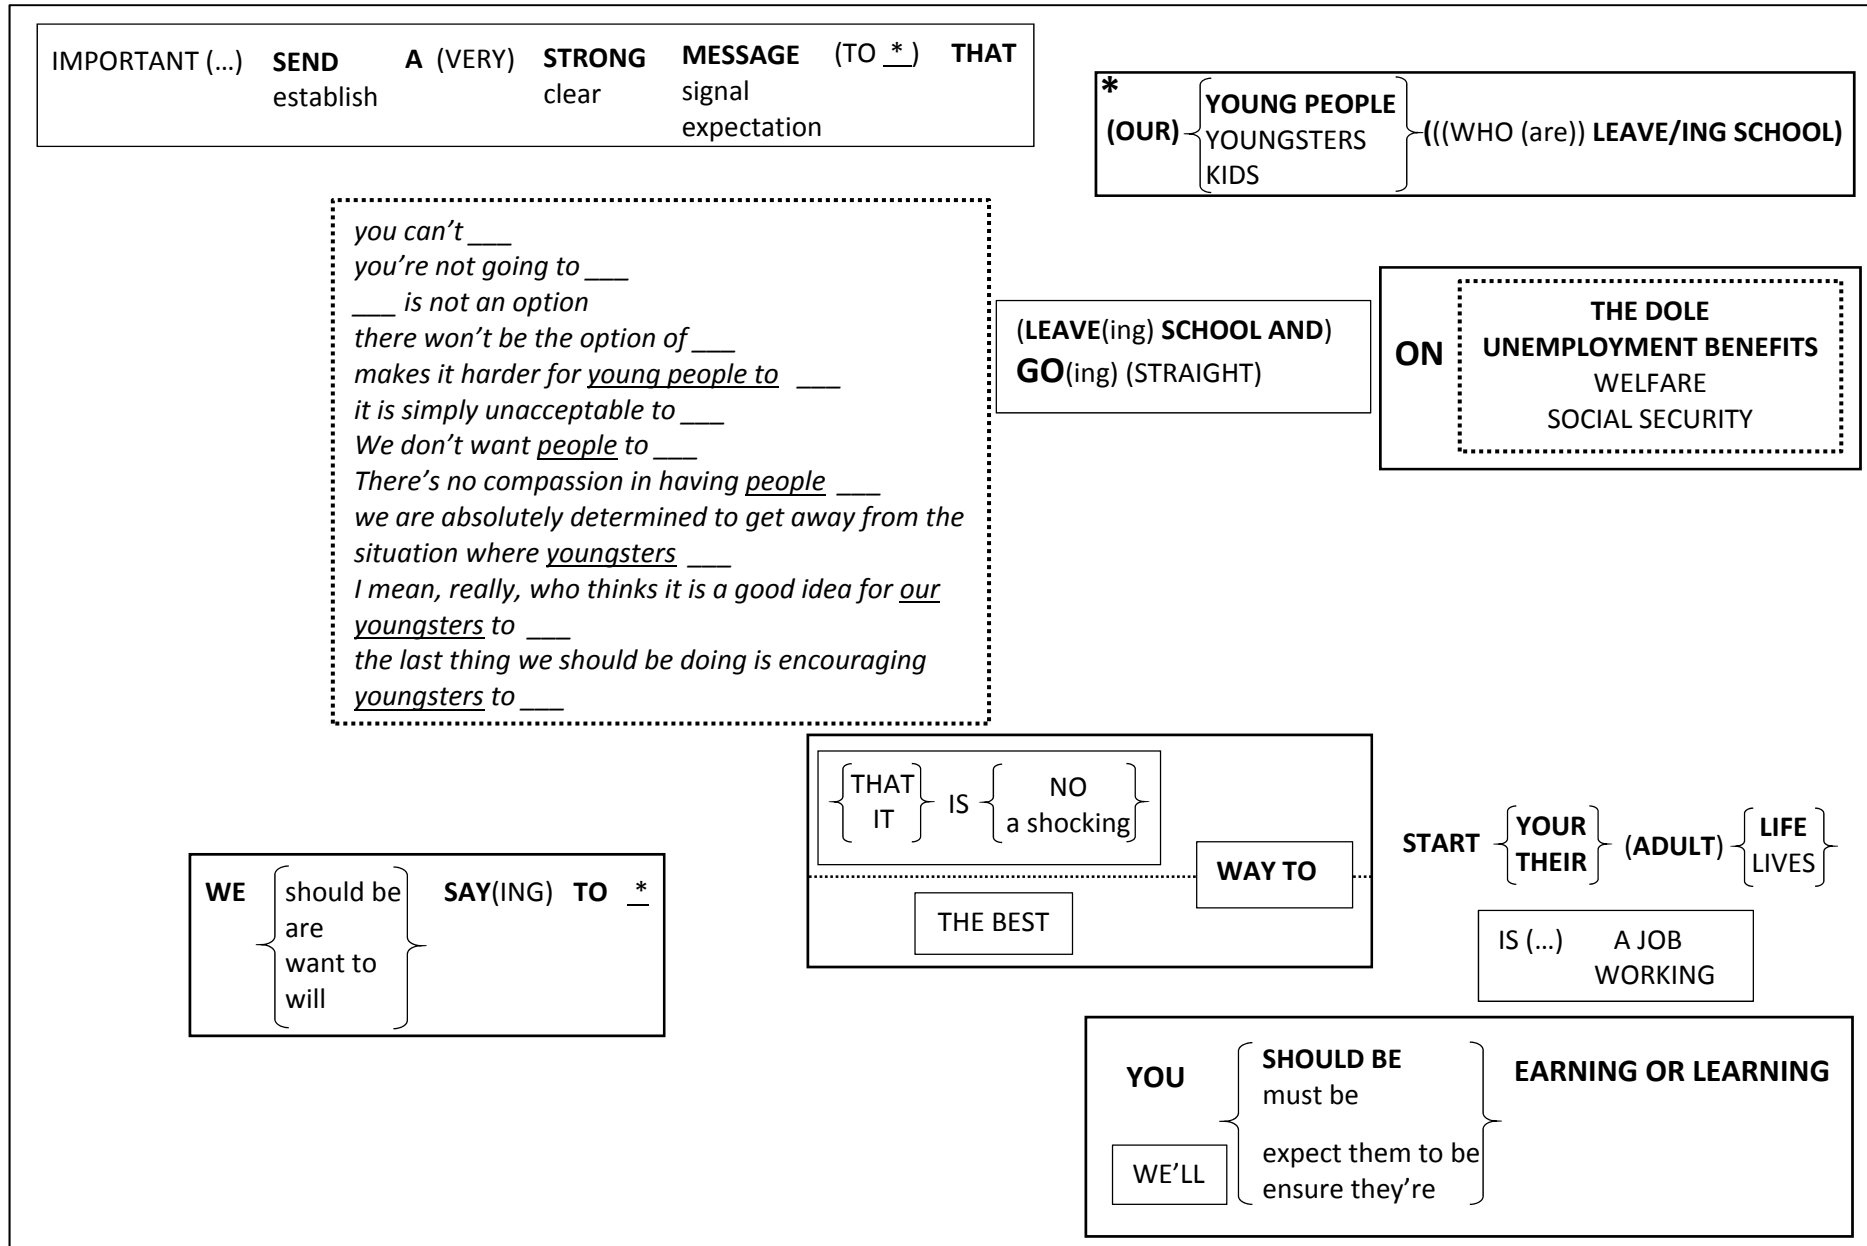 IMPORTANT (…) SEND A (VERY) STRONG MESSAGE (TO * ) THAT
establish clear signal
expectation
*
(OUR) YOUNG PEOPLE (((WHO (are)) LEAVE/ING SCHOOL)
YOUNGSTERS
KIDS
you can't ___
you're not going to ___
___ is not an option
there won't be the option of ___
makes it harder for young people to ___
it is simply unacceptable to ___
We don't want people to ___
There's no compassion in having people ___
we are absolutely determined to get away from the
situation where youngsters ___
I mean, really, who thinks it is a good idea for our
youngsters to ___
the last thing we should be doing is encouraging
youngsters to ___
(LEAVE(ing) SCHOOL AND)
GO(ing) (STRAIGHT)
ON
THE DOLE
UNEMPLOYMENT BENEFITS
WELFARE
SOCIAL SECURITY
THAT IS NO
IT a shocking
WAY TO
THE BEST
START YOUR (ADULT) LIFE
THEIR LIVES
IS (…) A JOB
WORKING
WE should be SAY(ING) TO *
are
want to
will
YOU SHOULD BE EARNING OR LEARNING
must be
WE'LL expect them to be
ensure they're